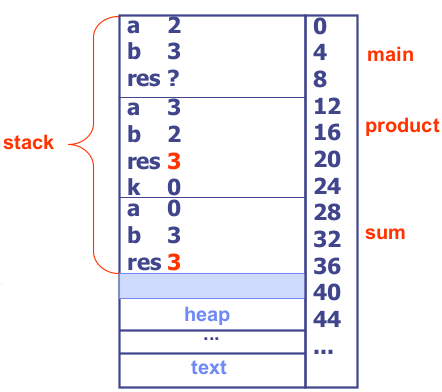 a 2 0
b 3 4 main
res ? 8
a 3 12
b 2 16 product
stack res 3 20
k 0 24
a 0 28
b 3 32 sum
res 3 36
40
heap 44
... ...
text